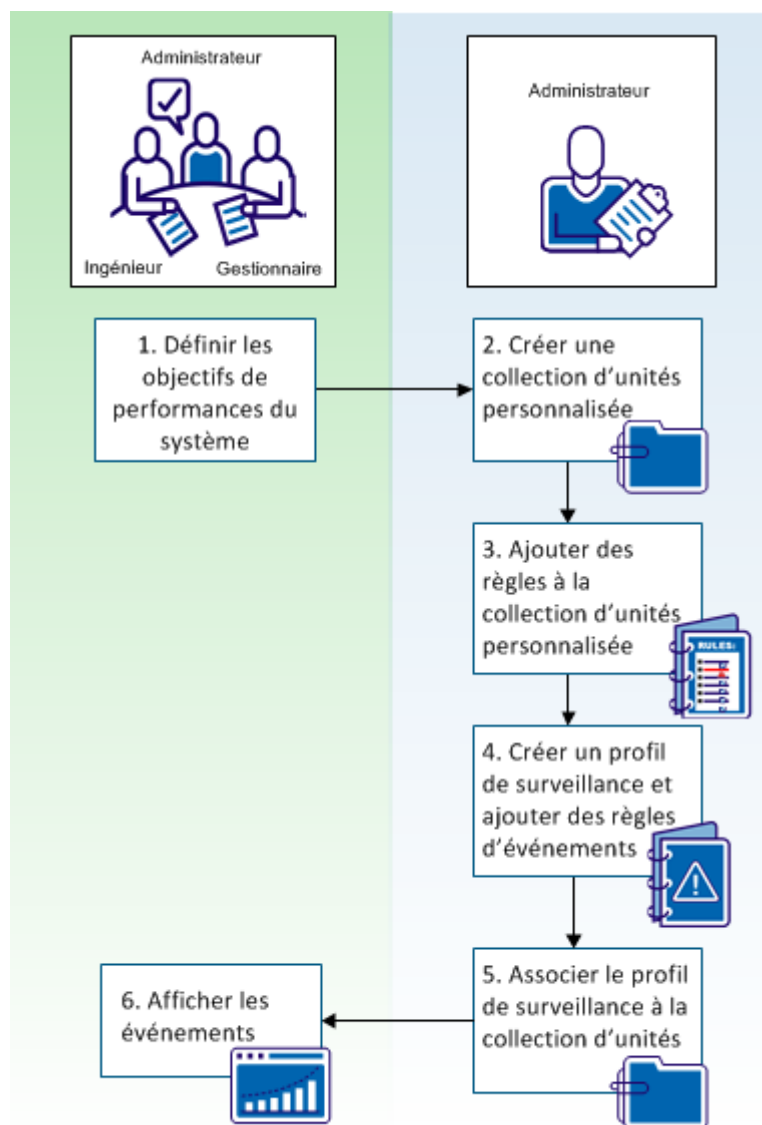 Administrateur
Ingénieur
Gestionnaire
Administrateur
1. Définir les
objectifs de
performances du
système
2. Créer une
collection d'unités
personnalisée
3. Ajouter des
règles à la
collection d'unités
personnalisée
RULES:
4. Créer un profil
de surveillance et
ajouter des règles
d'événements
5. Associer le profil
de surveillance à la
collection d'unités
6. Afficher les
événements